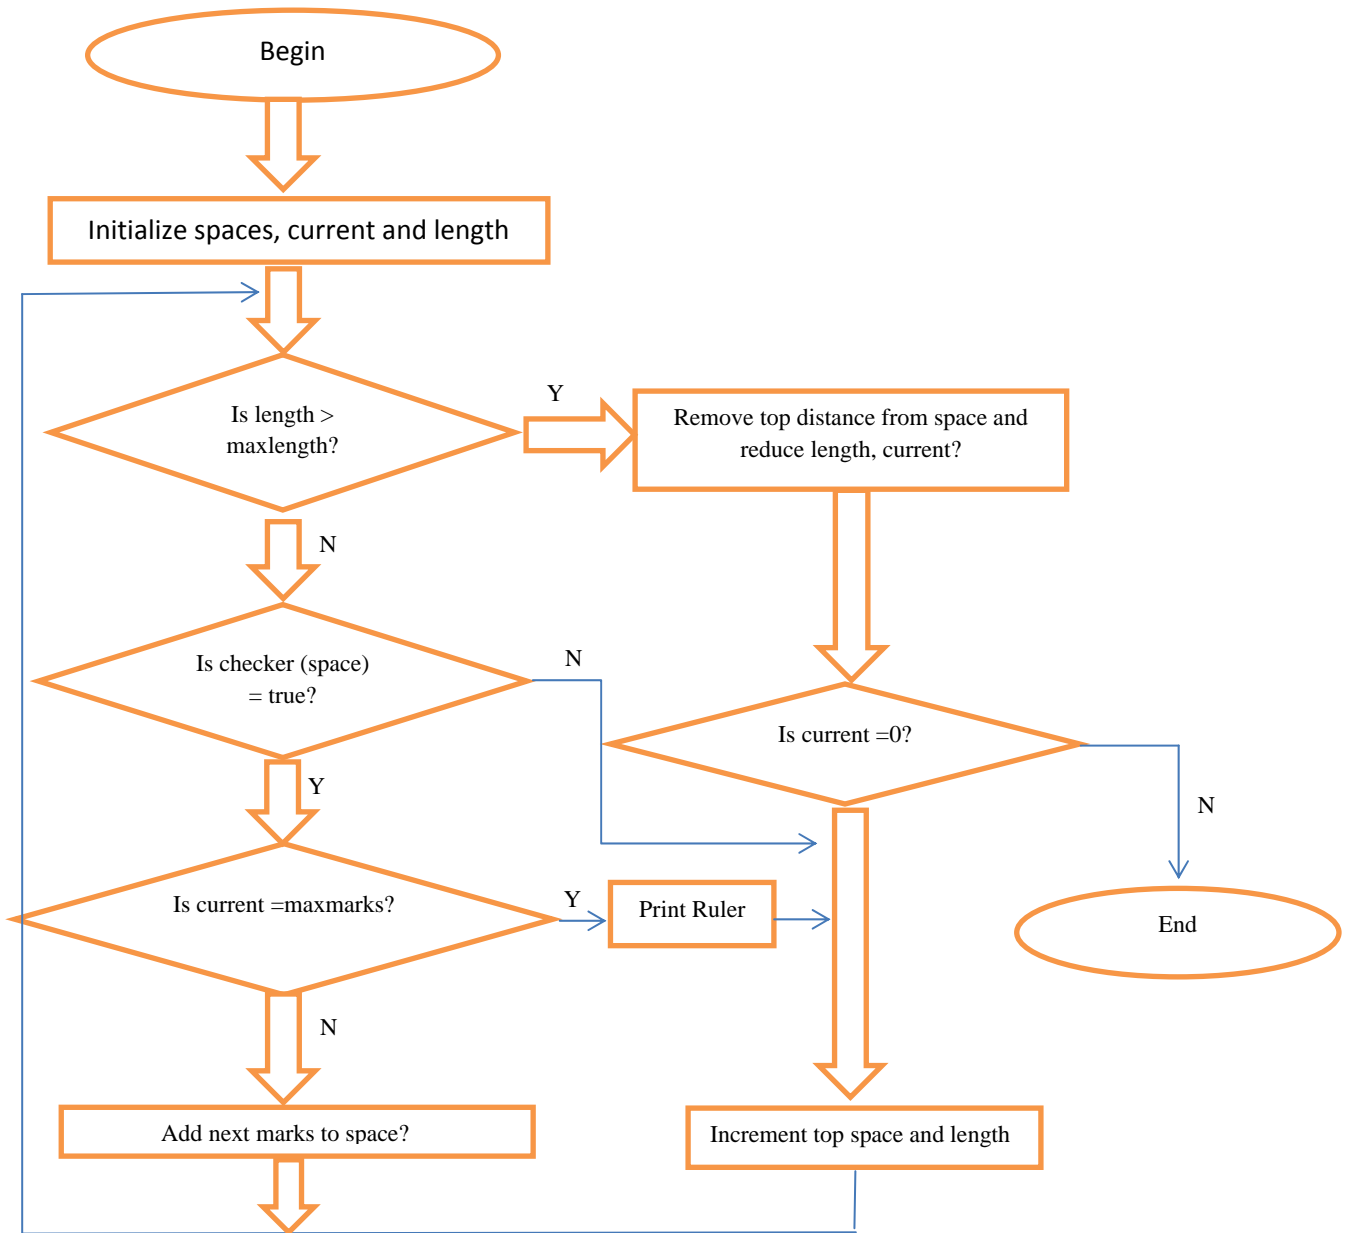 Begin
Initialize spaces, current and length
Is length >
maxlength?
Y
Remove top distance from space and
reduce length, current?
N
Is checker (space)
= true?
N
Is current =0?
Y
N
Is current =maxmarks?
Y
Print Ruler
End
N
Add next marks to space?
Increment top space and length